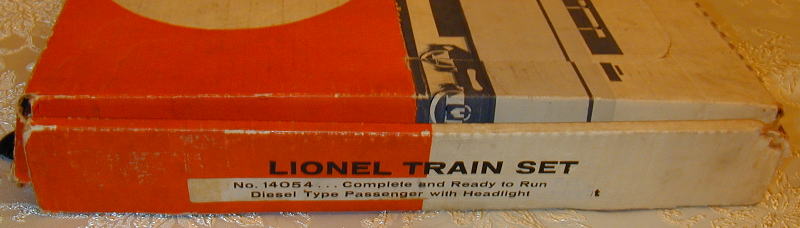 LIONEL TRAIN SET
No. 14054 ... Complete and Ready to Run
Diesel Type Passenger with Headlight t